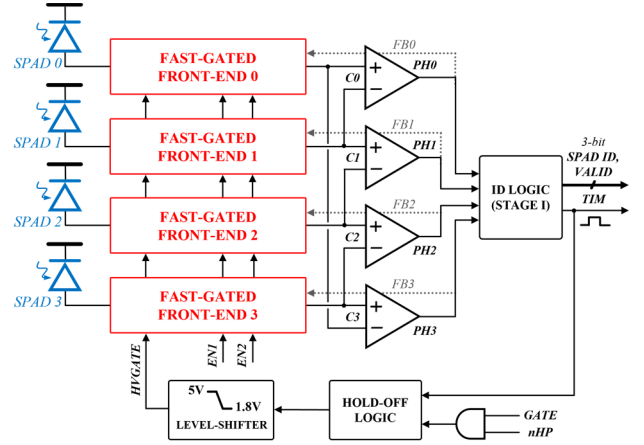 SPAD 0
FAST-GATED
FRONT-END 0
FB0
C0
PH0
SPAD 1
FAST-GATED
FRONT-END 1
FB1
C1
PH1
3-bit
SPAD ID,
VALID
ID LOGIC
(STAGE I)
TIM
SPAD 2
FAST-GATED
FRONT-END 2
FB2
C2
PH2
SPAD 3
FAST-GATED
FRONT-END 3
FB3
C3
PH3
HVGATE
EN1
EN2
5V
1.8V
LEVEL-SHIFTER
HOLD-OFF
LOGIC
GATE
nHP